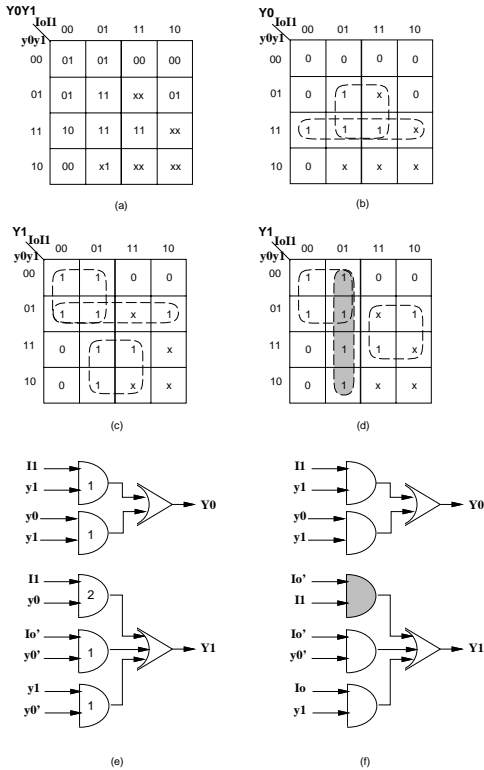 Y0Y1
IoI1
y0y1
00 01 11 10
00 01 01 00 00
01 01 11 xx 01
11 10 11 11 xx
10 00 x1 xx xx
(a)
Y0
IoI1
y0y1
00 01 11 10
00 0 0 0 0
01 0 1 x 0
11 1 1 1 x
10 0 x x x
(b)
Y1
IoI1
y0y1
00 01 11 10
00 1 1 0 0
01 1 1 x 1
11 0 1 1 x
10 0 1 x x
(c)
Y1
IoI1
y0y1
00 01 11 10
00 1 1 0 0
01 1 1 x 1
11 0 1 1 x
10 0 1 x x
(d)
I1
y1
1
y0
y1
1
Y0
I1
y0
2
Io'
y0'
1
y1
y0'
1
Y1
(e)
I1
y1
y0
y1
Y0
Io'
I1
Io'
y0'
Io
y1
Y1
(f)